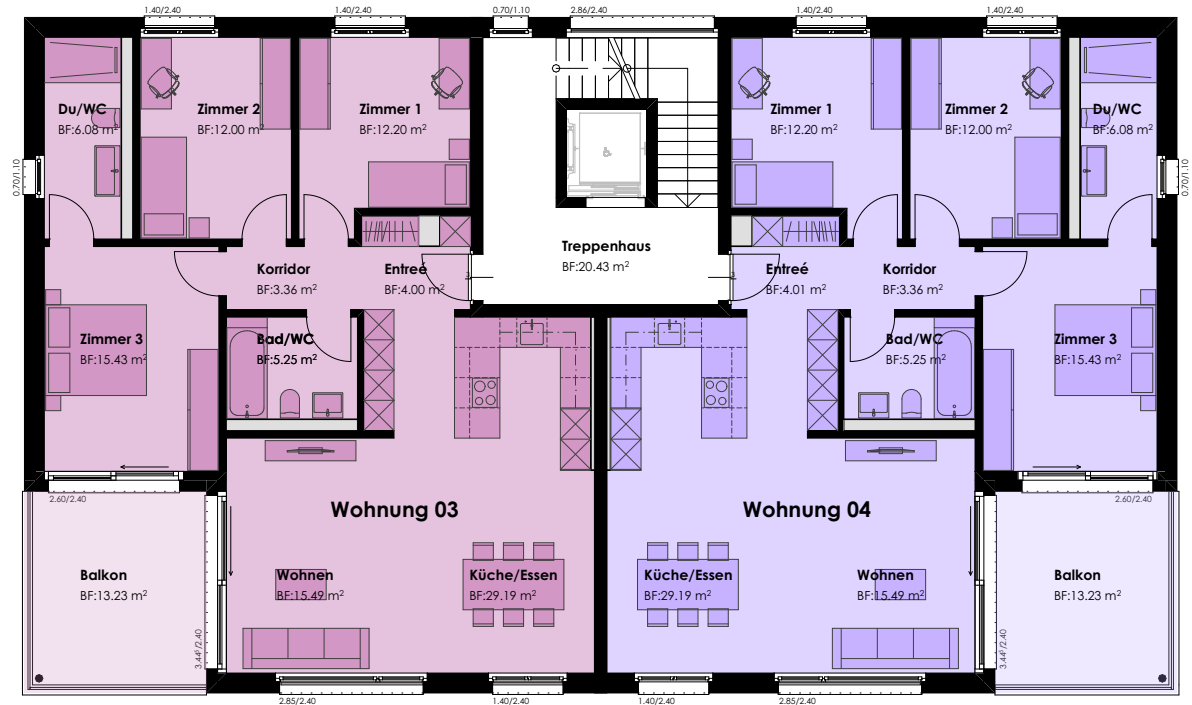 1.40/2.40
1.40/2.40
0.70/1.10
2.86/2.40
1.40/2.40
1.40/2.40
Du/WC
BF:6.08 m²
Zimmer 2
BF:12.00 m²
Zimmer 1
BF:12.20 m²
Zimmer 1
BF:12.20 m²
Zimmer 2
BF:12.00 m²
Du/WC
BF:6.08 m²
0.70/1.10
0.70/1.10
Treppenhaus
BF:20.43 m²
Korridor
BF:3.36 m²
Entreé
BF:4.00 m²
Entreé
BF:4.01 m²
Korridor
BF:3.36 m²
Zimmer 3
BF:15.43 m²
Bad/WC
BF:5.25 m²
Bad/WC
BF:5.25 m²
Zimmer 3
BF:15.43 m²
2.60/2.40
2.60/2.40
Wohnung 03
Wohnung 04
Balkon
BF:13.23 m²
Wohnen
BF:15.49 m²
Küche/Essen
BF:29.19 m²
Küche/Essen
BF:29.19 m²
Wohnen
BF:15.49 m²
Balkon
BF:13.23 m²
3.44⁵/2.40
3.44⁵/2.40
2.85/2.40
1.40/2.40
1.40/2.40
2.85/2.40